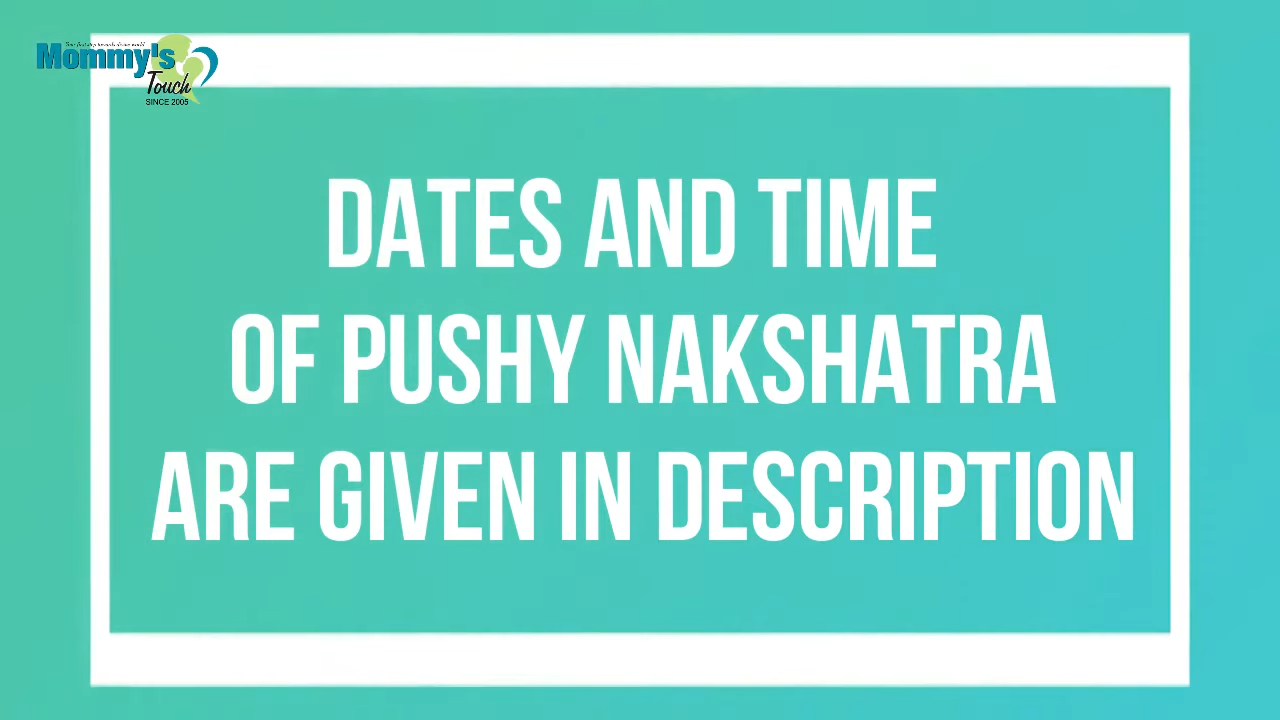 Mommy's
Touch
SINCE 2005
DATES AND TIME
OF PUSHY NAKSHATRA
ARE GIVEN IN DESCRIPTION